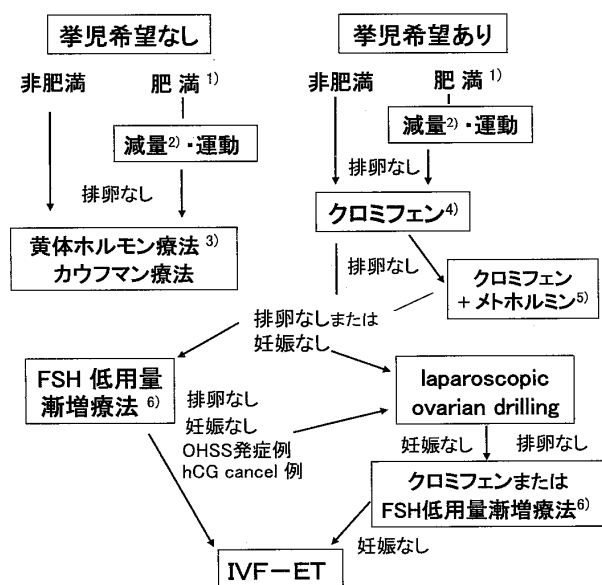 挙児希望なし
挙児希望あり
非肥満
肥 満 1)
減量2)・運動
排卵なし
黄体ホルモン療法 3)
カウフマン療法
非肥満
肥 満 1)
減量2)・運動
排卵なし
クロミフェン4)
排卵なし
クロミフェン
+メトホルミン5)
排卵なしまたは
妊娠なし
FSH 低用量
漸増療法 6)
排卵なし
妊娠なし
OHSS発症例
hCG cancel 例
laparoscopic
ovarian drilling
妊娠なし
排卵なし
クロミフェンまたは
FSH低用量漸増療法6)
妊娠なし
IVF-ET